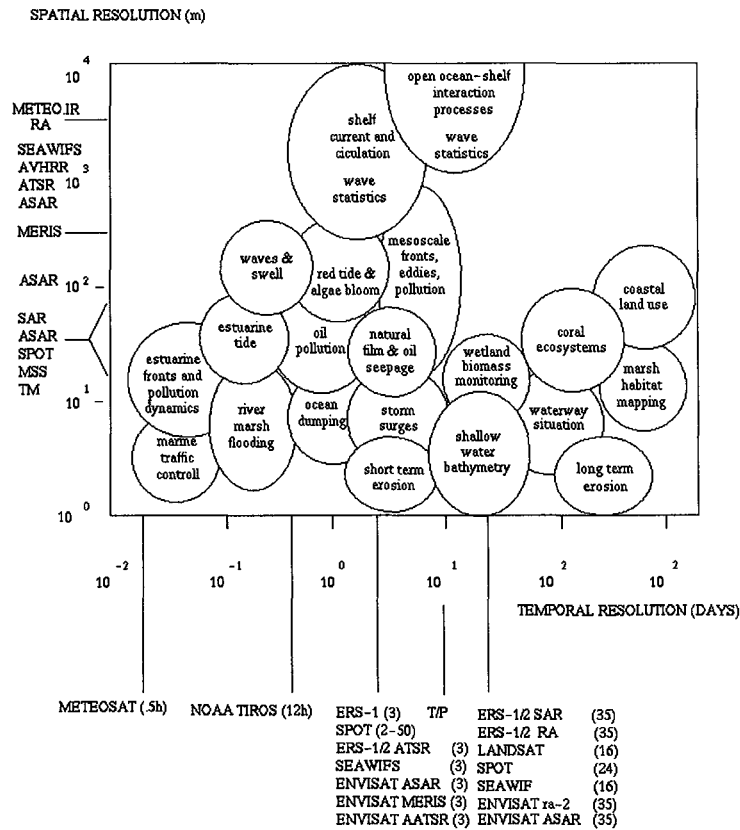 SPATIAL RESOLUTION (m)
10 4
METEO.IR
RA
SEAWIFS
AVHRR
10 3
ATSR
ASAR
MERIS
ASAR
10 2
SAR
ASAR
SPOT
MSS
TM
10 1
10 0
open ocean-shelf
interaction
processes
wave
statistics
shelf
current and
ciculation
wave
statistics
mesoscale
fronts,
eddies,
pollution
waves &
swell
red tide &
algae bloom
coastal
land use
estuarine
tide
oil
pollution
natural
film & oil
seepage
coral
ecosystems
estuarine
fronts and
pollution
dynamics
wetland
biomass
monitoring
marsh
habitat
mapping
river
marsh
flooding
ocean
dumping
storm
surges
waterway
situation
marine
traffic
controll
short term
erosion
shallow
water
bathymetry
long term
erosion
10 -2
10 -1
10 0
10 1
10 2
10 2
TEMPORAL RESOLUTION (DAYS)
METEOSAT (.5h)
NOAA TIROS (12h)
ERS-1 (3)
SPOT (2-50)
ERS-1/2 ATSR (3)
SEAWIFS (3)
ENVISAT ASAR (3)
ENVISAT MERIS (3)
ENVISAT AATSR (3)
T/P
ERS-1/2 SAR (35)
ERS-1/2 RA (35)
LANDSAT (16)
SPOT (24)
SEAWIF (16)
ENVISAT ra-2 (35)
ENVISAT ASAR (35)